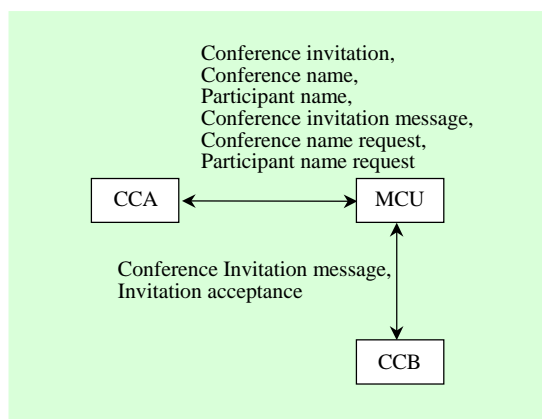 Conference invitation,
Conference name,
Participant name,
Conference invitation message,
Conference name request,
Participant name request
CCA
MCU
Conference Invitation message,
Invitation acceptance
CCB